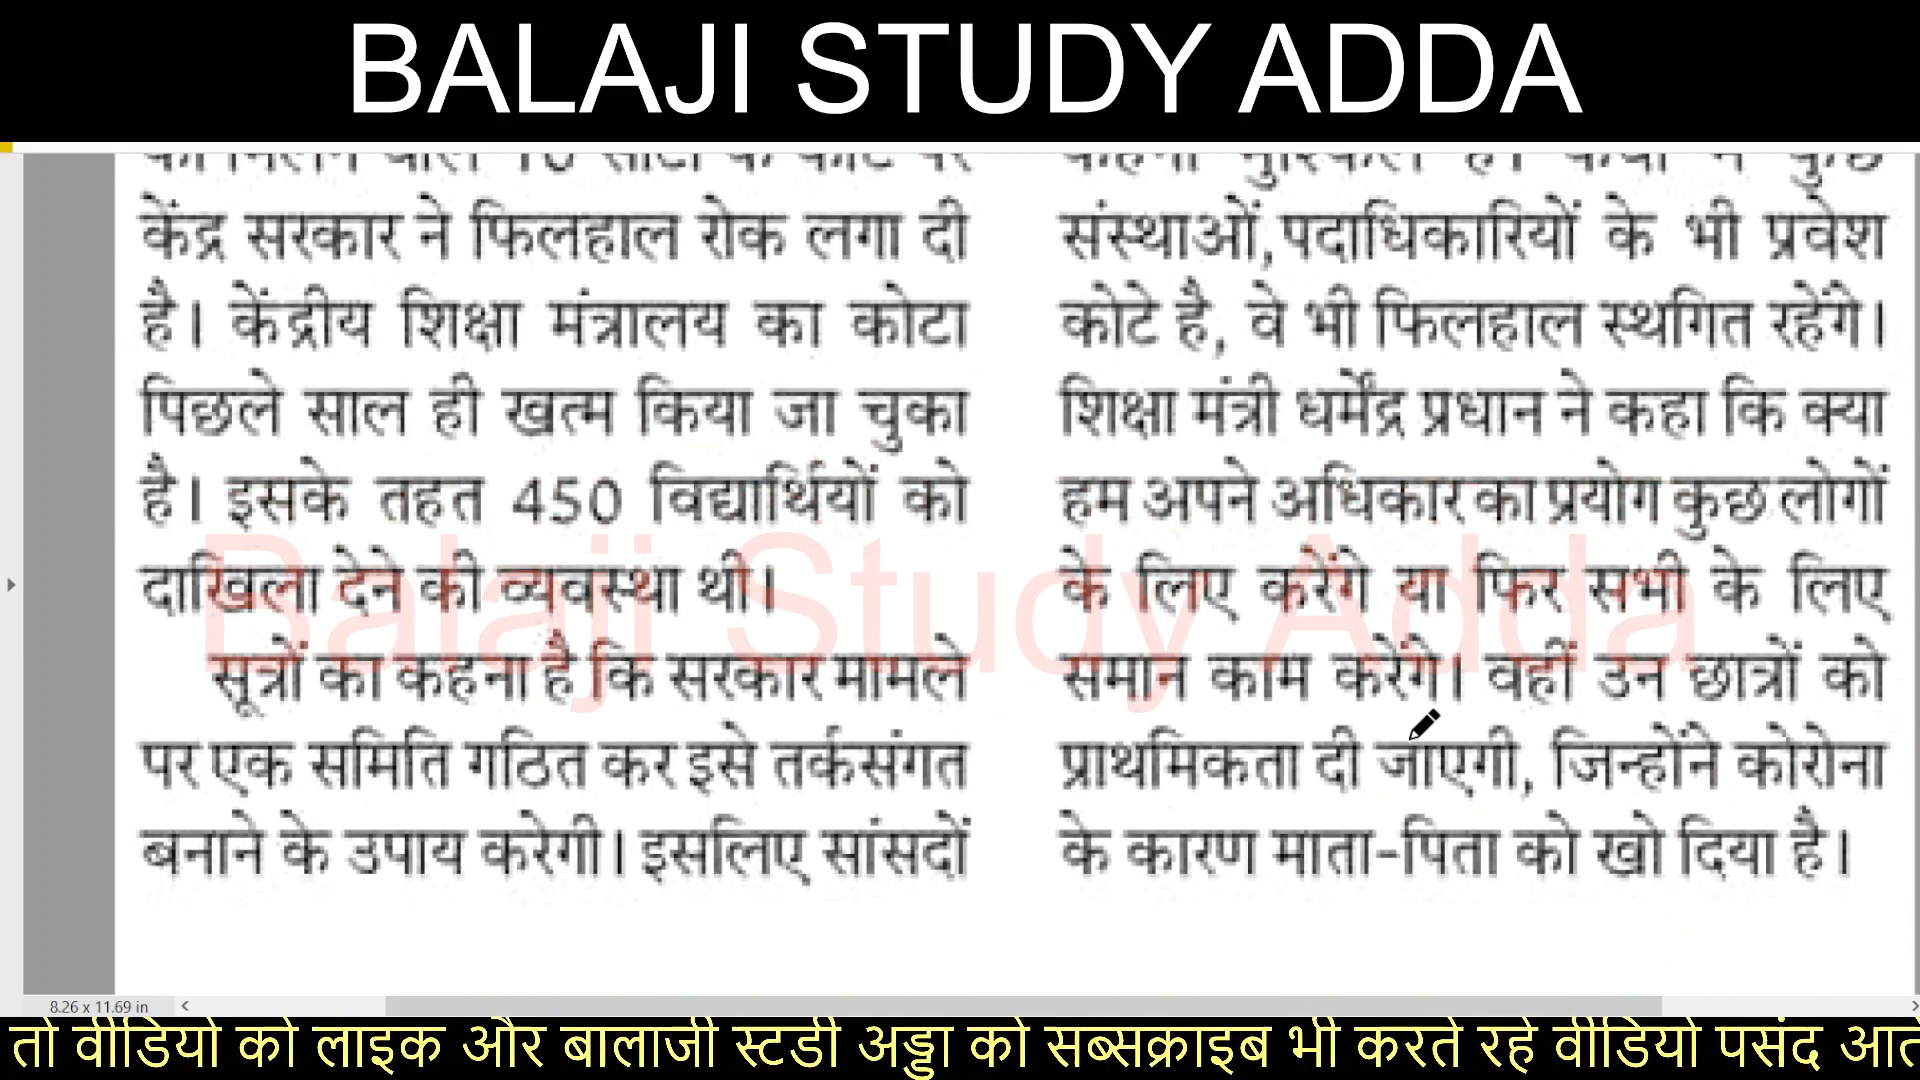 BALAJI STUDY ADDA
केंद्र सरकार ने फिलहाल रोक लगा दी
है। केंद्रीय शिक्षा मंत्रालय का कोटा
पिछले साल ही खत्म किया जा चुका
है। इसके तहत 450 विद्यार्थियों को
दाखिला देने की व्यवस्था थी।
सूत्रों का कहना है कि सरकार मामले
पर एक समिति गठित कर इसे तर्कसंगत
बनाने के उपाय करेगी। इसलिए सांसदों
संस्थाओं, पदाधिकारियों के भी प्रवेश
कोटे है, वे भी फिलहाल स्थगित रहेंगे।
शिक्षा मंत्री धर्मेंद्र प्रधान ने कहा कि क्या
हम अपने अधिकार का प्रयोग कुछ लोगों
के लिए करेंगे या फिर सभी के लिए
समान काम करेंगे। वहीं उन छात्रों को
प्राथमिकता दी जाएगी, जिन्होंने कोरोना
के कारण माता-पिता को खो दिया है।
Balaji Study Adda
8.26 x 11.69 in
तो वीडियो को लाइक और बालाजी स्टडी अड्डा को सब्सक्राइब भी करते रहे वीडियो पसंद